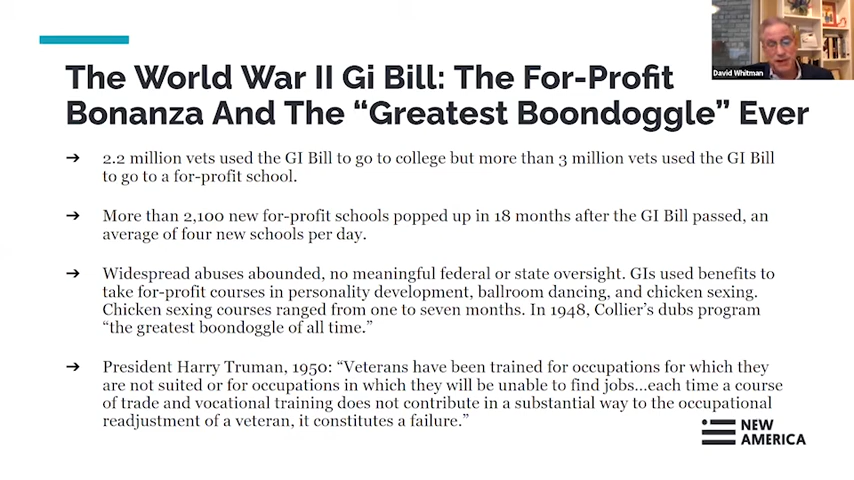 David Whitman
The World War II Gi Bill: The For-Profit
Bonanza And The “Greatest Boondoggle” Ever
➔ 2.2 million vets used the GI Bill to go to college but more than 3 million vets used the GI Bill
to go to a for-profit school.
➔ More than 2,100 new for-profit schools popped up in 18 months after the GI Bill passed, an
average of four new schools per day.
➔ Widespread abuses abounded, no meaningful federal or state oversight. GIs used benefits to
take for-profit courses in personality development, ballroom dancing, and chicken sexing.
Chicken sexing courses ranged from one to seven months. In 1948, Collier’s dubs program
“the greatest boondoggle of all time.”
➔ President Harry Truman, 1950: “Veterans have been trained for occupations for which they
are not suited or for occupations in which they will be unable to find jobs...each time a course
of trade and vocational training does not contribute in a substantial way to the occupational
readjustment of a veteran, it constitutes a failure.”
NEW
AMERICA